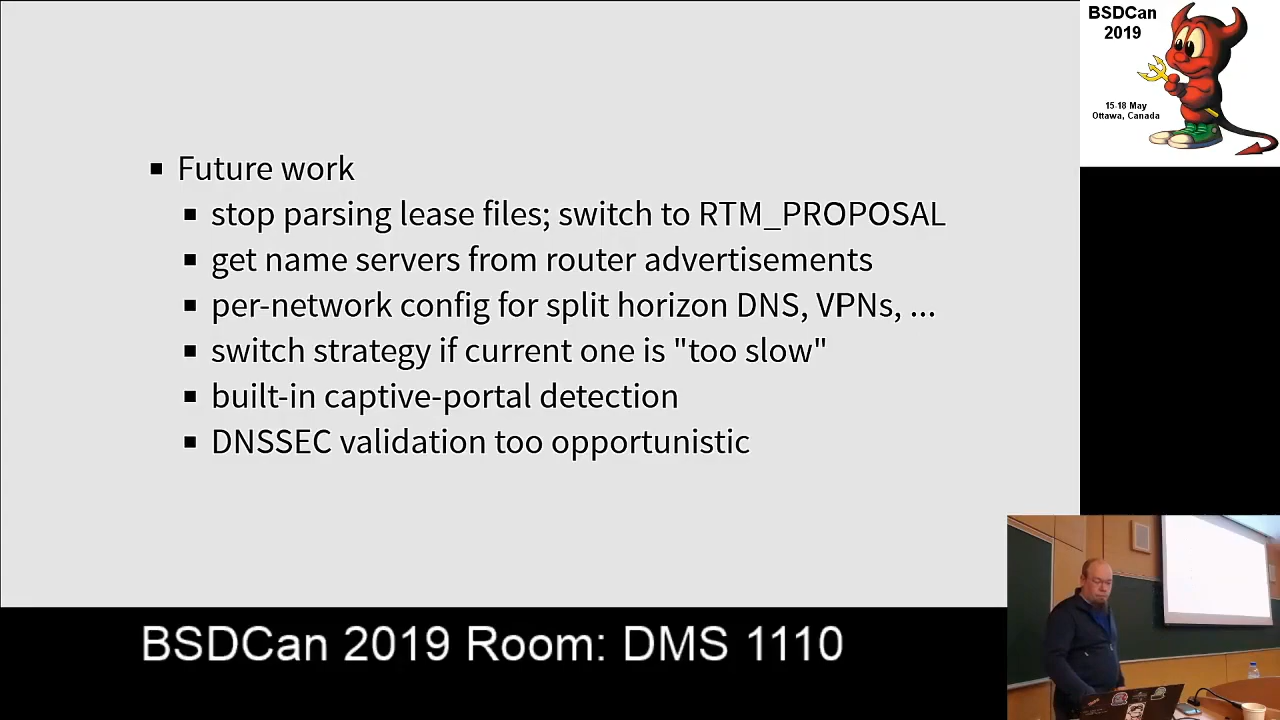 BSDCan
2019
15-18 May
Ottawa, Canada
Future work
stop parsing lease files; switch to RTM_PROPOSAL
get name servers from router advertisements
per-network config for split horizon DNS, VPNs, ...
switch strategy if current one is "too slow"
built-in captive-portal detection
DNSSEC validation too opportunistic
BSDCan 2019 Room: DMS 1110